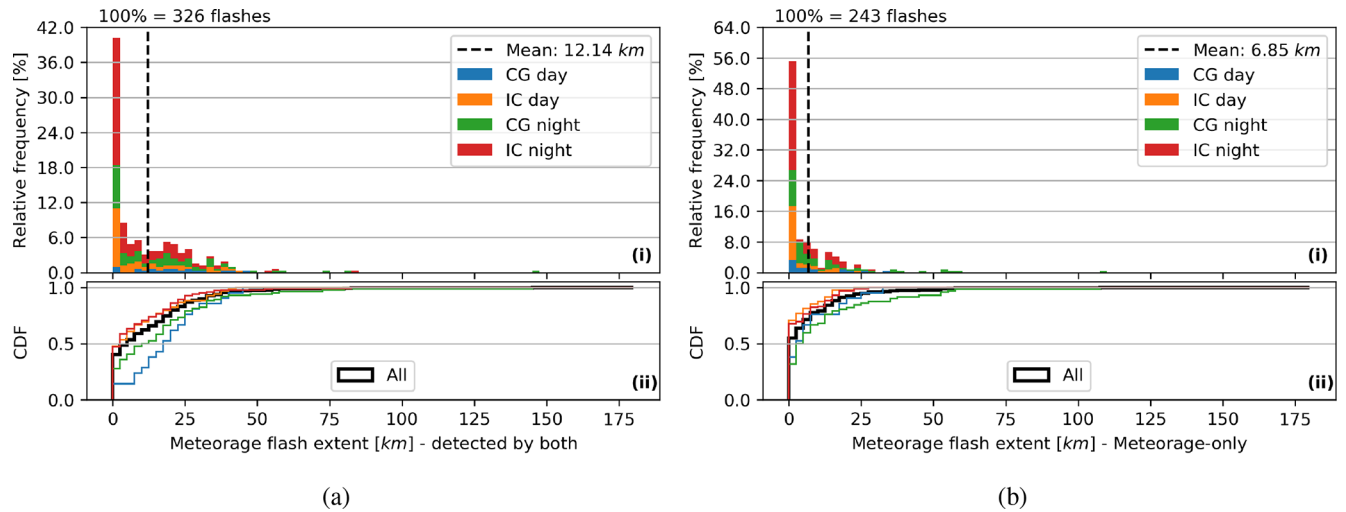 100% = 326 flashes
42.0
36.0
30.0
24.0
18.0
12.0
6.0
0.0
Relative frequency [%]
Mean: 12.14 km
CG day
IC day
CG night
IC night
(i)
1.0
0.5
0.0
CDF
All
(ii)
0 25 50 75 100 125 150 175
Meteorage flash extent [km] - detected by both
(a)
100% = 243 flashes
64.0
56.0
48.0
40.0
32.0
24.0
16.0
8.0
0.0
Relative frequency [%]
Mean: 6.85 km
CG day
IC day
CG night
IC night
(i)
1.0
0.5
0.0
CDF
All
(ii)
0 25 50 75 100 125 150 175
Meteorage flash extent [km] - Meteorage-only
(b)